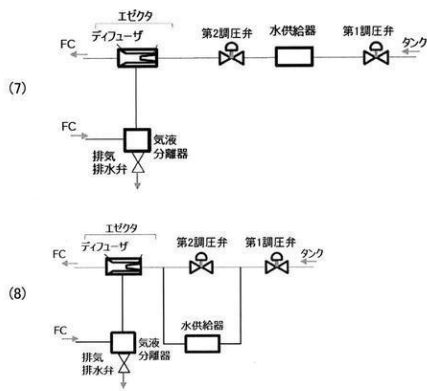 エゼクタ
ディフューザ
第2調圧弁
水供給器
第1調圧弁
FC
タンク
(7)
FC
気液
分離器
排気
排水弁
エゼクタ
ディフューザ
第2調圧弁
第1調圧弁
FC
タンク
(8)
水供給器
FC
気液
分離器
排気
排水弁